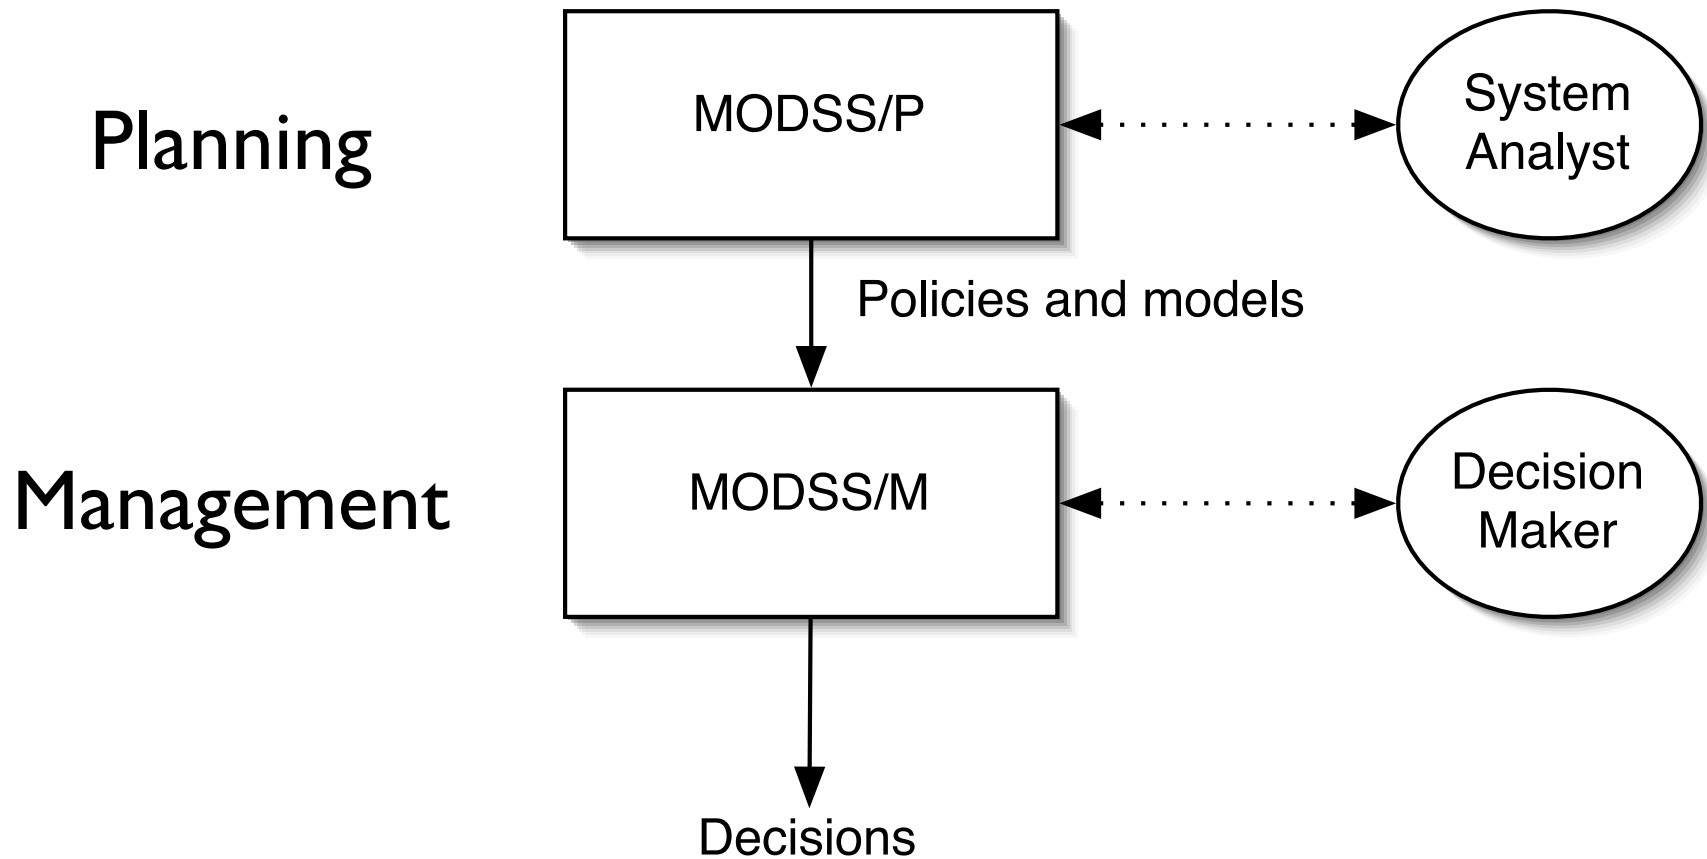 Planning
MODSS/P
System
Analyst
Policies and models
Management
MODSS/M
Decision
Maker
Decisions